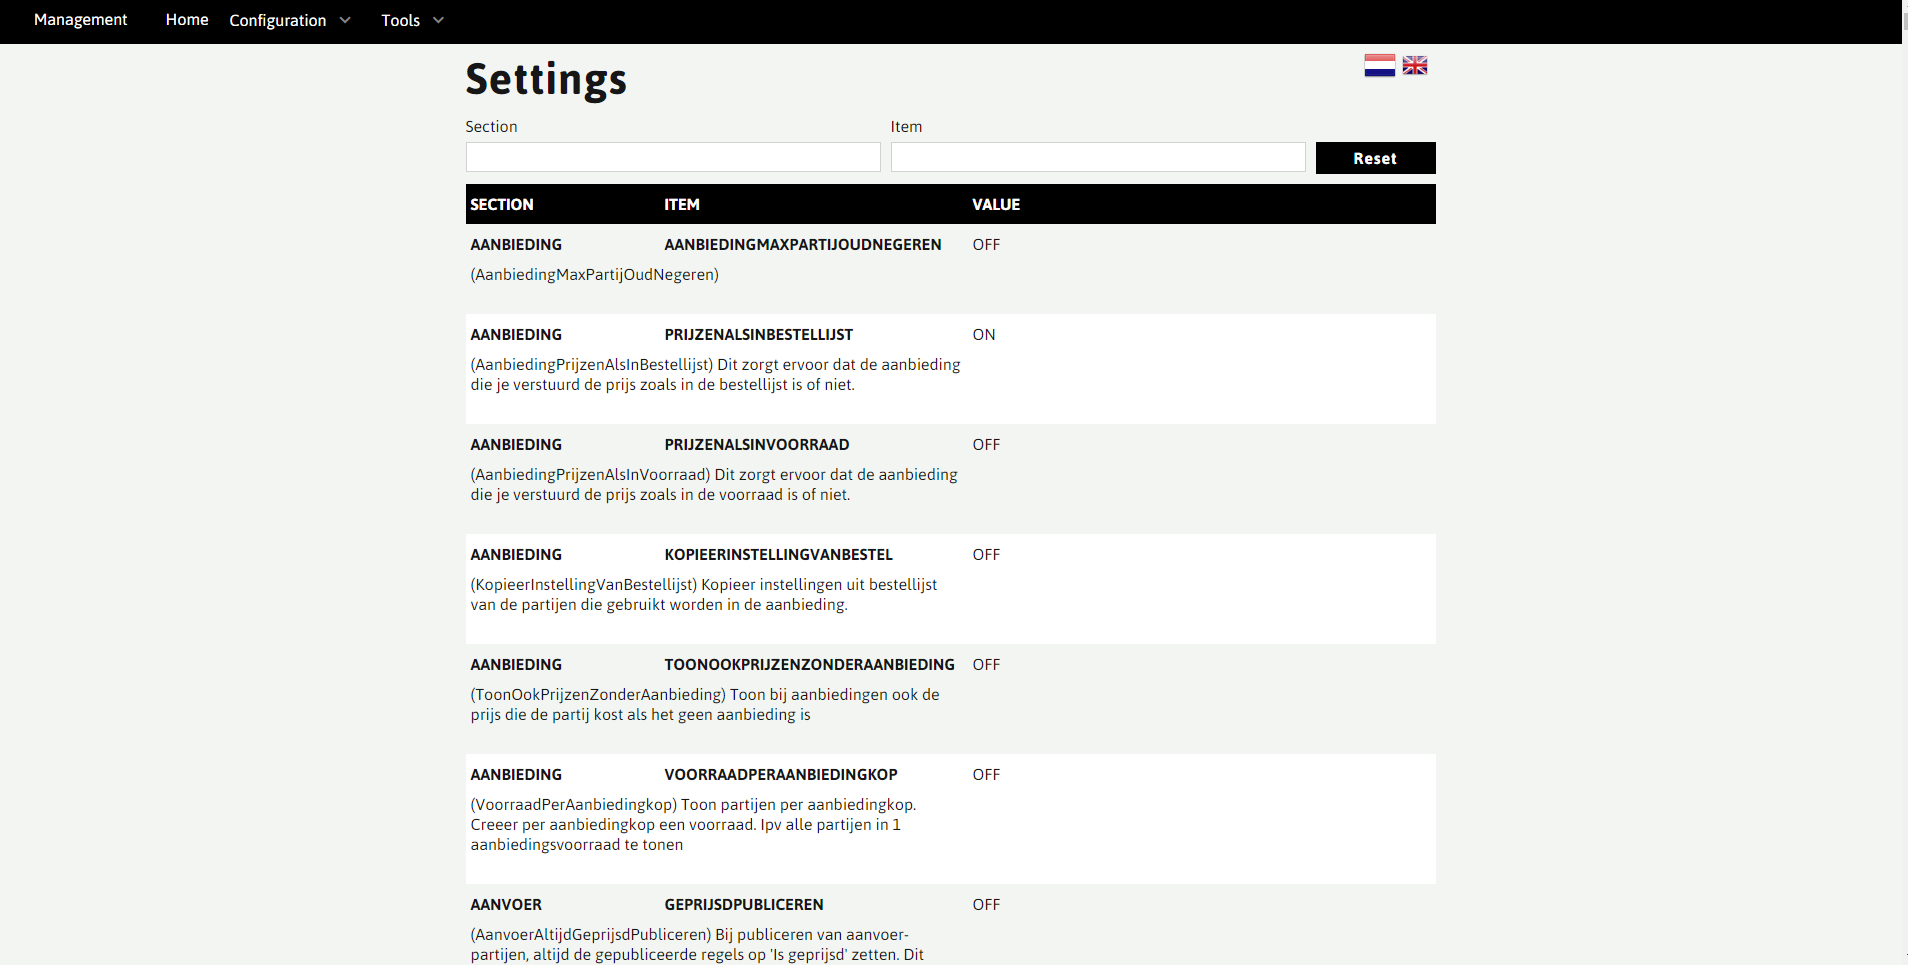 Management Home Configuration Tools
Settings
Section Item
Reset
SECTION ITEM VALUE
AANBIEDING AANBIEDINGMAXPARTIJOUDNEGEREN OFF
(AanbiedingMaxPartijOudNegeren)
AANBIEDING PRIJZENALSINBESTELLIJST ON
(AanbiedingPrijzenAlsInBestellijst) Dit zorgt ervoor dat de aanbieding
die je verstuurd de prijs zoals in de bestellijst is of niet.
AANBIEDING PRIJZENALSINVOORRAAD OFF
(AanbiedingPrijzenAlsInVoorraad) Dit zorgt ervoor dat de aanbieding
die je verstuurd de prijs zoals in de voorraad is of niet.
AANBIEDING KOPIEERINSTELLINGVANBESTEL OFF
(KopieerInstellingVanBestellijst) Kopieer instellingen uit bestellijst
van de partijen die gebruikt worden in de aanbieding.
AANBIEDING TOONOOKPRIJZENZONDERAANBIEDING OFF
(ToonOokPrijzenZonderAanbieding) Toon bij aanbiedingen ook de
prijs die de partij kost als het geen aanbieding is
AANBIEDING VOORRAADPERAANBIEDINGKOP OFF
(VoorraadPerAanbiedingkop) Toon partijen per aanbiedingkop.
Creeer per aanbiedingkop een voorraad. Ipv alle partijen in 1
aanbiedingsvoorraad te tonen
AANVOER GEPRIJSDPUBLICEREN OFF
(AanvoerAltijdGeprijsdPubliceren) Bij publiceren van aanvoer-
partijen, altijd de gepubliceerde regels op 'Is geprijsd' zetten. Dit